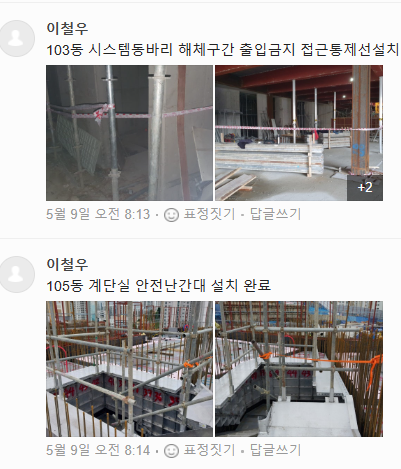 이철우
103동 시스템동바리 해체구간 출입금지 접근통제선설치
+2
5월 9일 오전 8:13 · 표정짓기 · 답글쓰기
이철우
105동 계단실 안전난간대 설치 완료
5월 9일 오전 8:14 · 표정짓기 · 답글쓰기